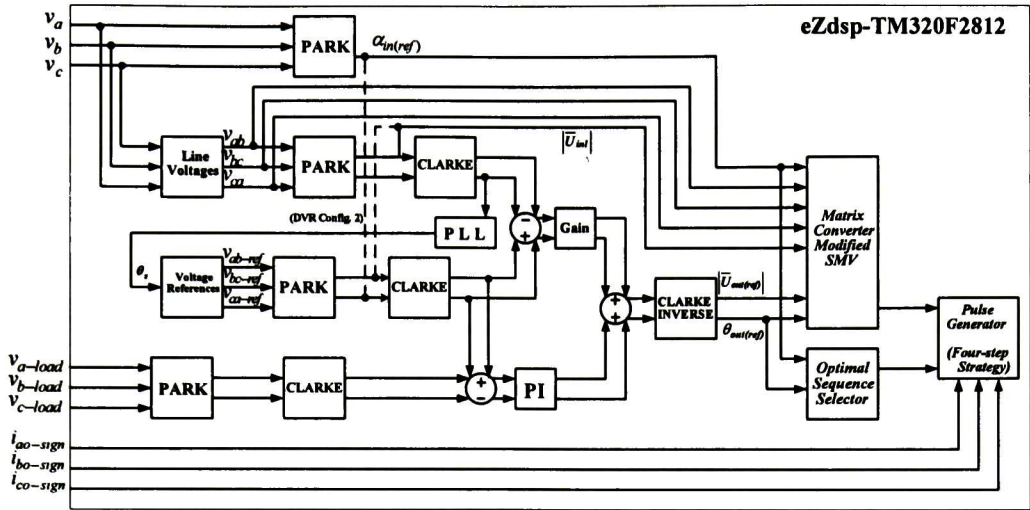 eZdsp-TM320F2812
v_a
v_b
v_c
PARK
α_in(ref)
Line
Voltages
v_ab
v_bc
v_ca
PARK
CLARKE
|U̅_inl|
(DVR Config. 2)
PLL
θ_s
Voltage
References
v_ab-ref
v_bc-ref
v_ca-ref
PARK
CLARKE
-
+
Gain
+
+
CLARKE
INVERSE
|U̅_out(ref)|
θ_out(ref)
Matrix
Converter
Modified
SMV
Optimal
Sequence
Selector
Pulse
Generator
(Four-step
Strategy)
v_a-load
v_b-load
v_c-load
PARK
CLARKE
+
-
PI
i_ao-sign
i_bo-sign
i_co-sign